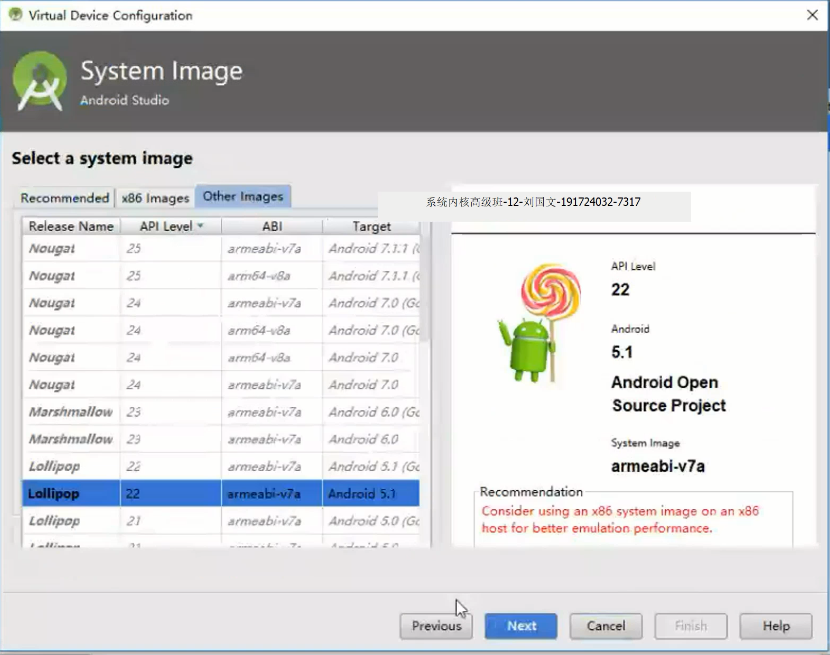 Virtual Device Configuration
System Image
Android Studio
Select a system image
Recommended x86 Images Other Images
系统内核高级班-12-刘国文-191724032-7317
Release Name API Level ABI Target
Nougat 25 armeabi-v7a Android 7.1.1 (G
Nougat 25 arm64-v8a Android 7.1.1 (G
Nougat 24 armeabi-v7a Android 7.0 (Go
Nougat 24 arm64-v8a Android 7.0 (Go
Nougat 24 arm64-v8a Android 7.0
Nougat 24 armeabi-v7a Android 7.0
Marshmallow 23 armeabi-v7a Android 6.0 (Go
Marshmallow 23 armeabi-v7a Android 6.0
Lollipop 22 armeabi-v7a Android 5.1 (Go
Lollipop 22 armeabi-v7a Android 5.1
Lollipop 21 armeabi-v7a Android 5.0 (Go
API Level
22
Android
5.1
Android Open
Source Project
System Image
armeabi-v7a
Recommendation
Consider using an x86 system image on an x86
host for better emulation performance.
Previous Next Cancel Finish Help